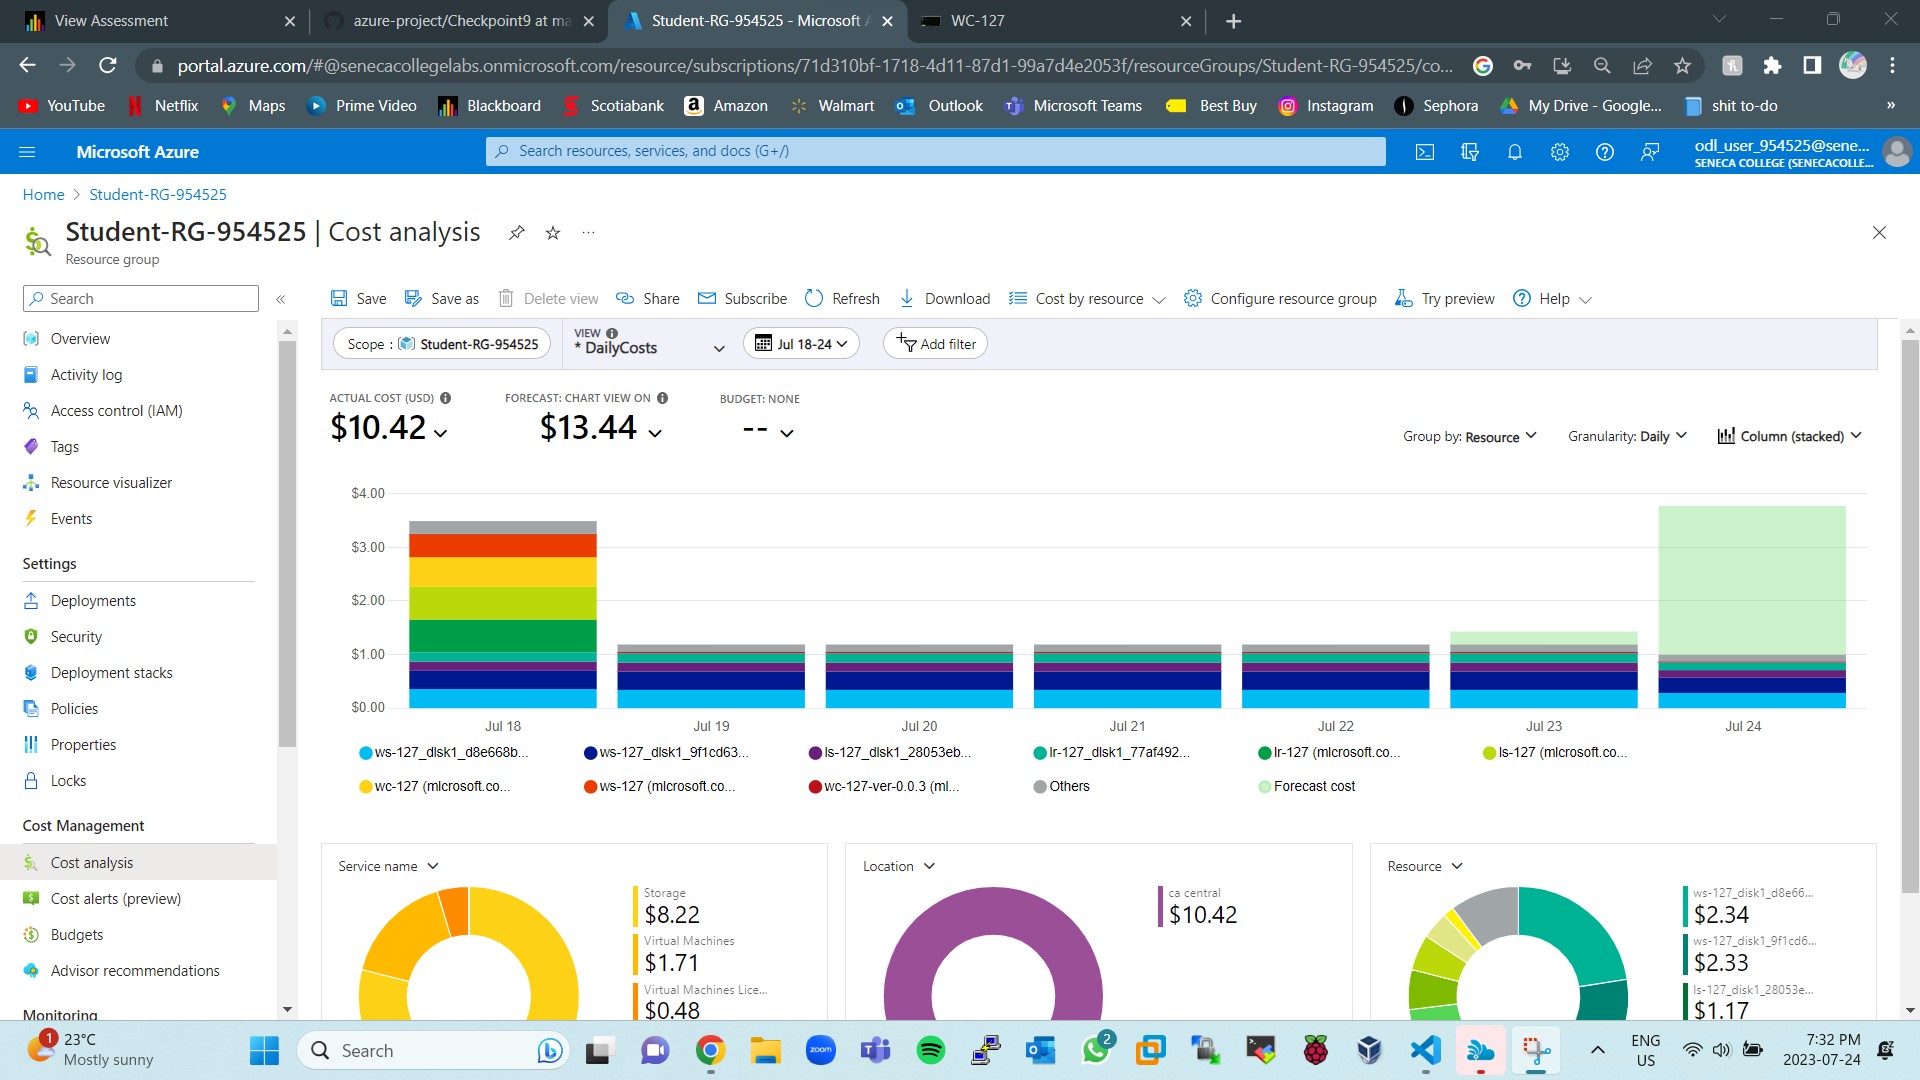 View Assessment
azure-project/Checkpoint9 at ma
Student-RG-954525 - Microsoft A
WC-127
portal.azure.com/#@senecacollegelabs.onmicrosoft.com/resource/subscriptions/71d310bf-1718-4d11-87d1-99a7d4e2053f/resourceGroups/Student-RG-954525/co...
YouTube Netflix Maps Prime Video Blackboard Scotiabank Amazon Walmart Outlook Microsoft Teams Best Buy Instagram Sephora My Drive - Google... shit to-do »
Microsoft Azure
Search resources, services, and docs (G+/)
odl_user_954525@sene...
SENECA COLLEGE (SENECACOLLE...
Home > Student-RG-954525
Student-RG-954525 | Cost analysis ...
Resource group
Search «
Save Save as Delete view Share Subscribe Refresh Download Cost by resource Configure resource group Try preview Help
Overview
Activity log
Access control (IAM)
Tags
Resource visualizer
Events
Settings
Deployments
Security
Deployment stacks
Policies
Properties
Locks
Cost Management
Cost analysis
Cost alerts (preview)
Budgets
Advisor recommendations
Monitoring
Scope : Student-RG-954525
VIEW
* DailyCosts
Jul 18-24
Add filter
ACTUAL COST (USD)
$10.42
FORECAST: CHART VIEW ON
$13.44
BUDGET: NONE
--
Group by: Resource
Granularity: Daily
Column (stacked)
$4.00
$3.00
$2.00
$1.00
$0.00
Jul 18 Jul 19 Jul 20 Jul 21 Jul 22 Jul 23 Jul 24
ws-127_disk1_d8e668b... ws-127_disk1_9f1cd63... ls-127_disk1_28053eb... lr-127_disk1_77af492... lr-127 (microsoft.co... ls-127 (microsoft.co...
wc-127 (microsoft.co... ws-127 (microsoft.co... wc-127-ver-0.0.3 (mi... Others Forecast cost
Service name
Storage
$8.22
Virtual Machines
$1.71
Virtual Machines Lice...
$0.48
Location
ca central
$10.42
Resource
ws-127_disk1_d8e66...
$2.34
ws-127_disk1_9f1cd6...
$2.33
ls-127_disk1_28053e...
$1.17
1
23°C
Mostly sunny
Search
zoom
2
ENG
US
7:32 PM
2023-07-24